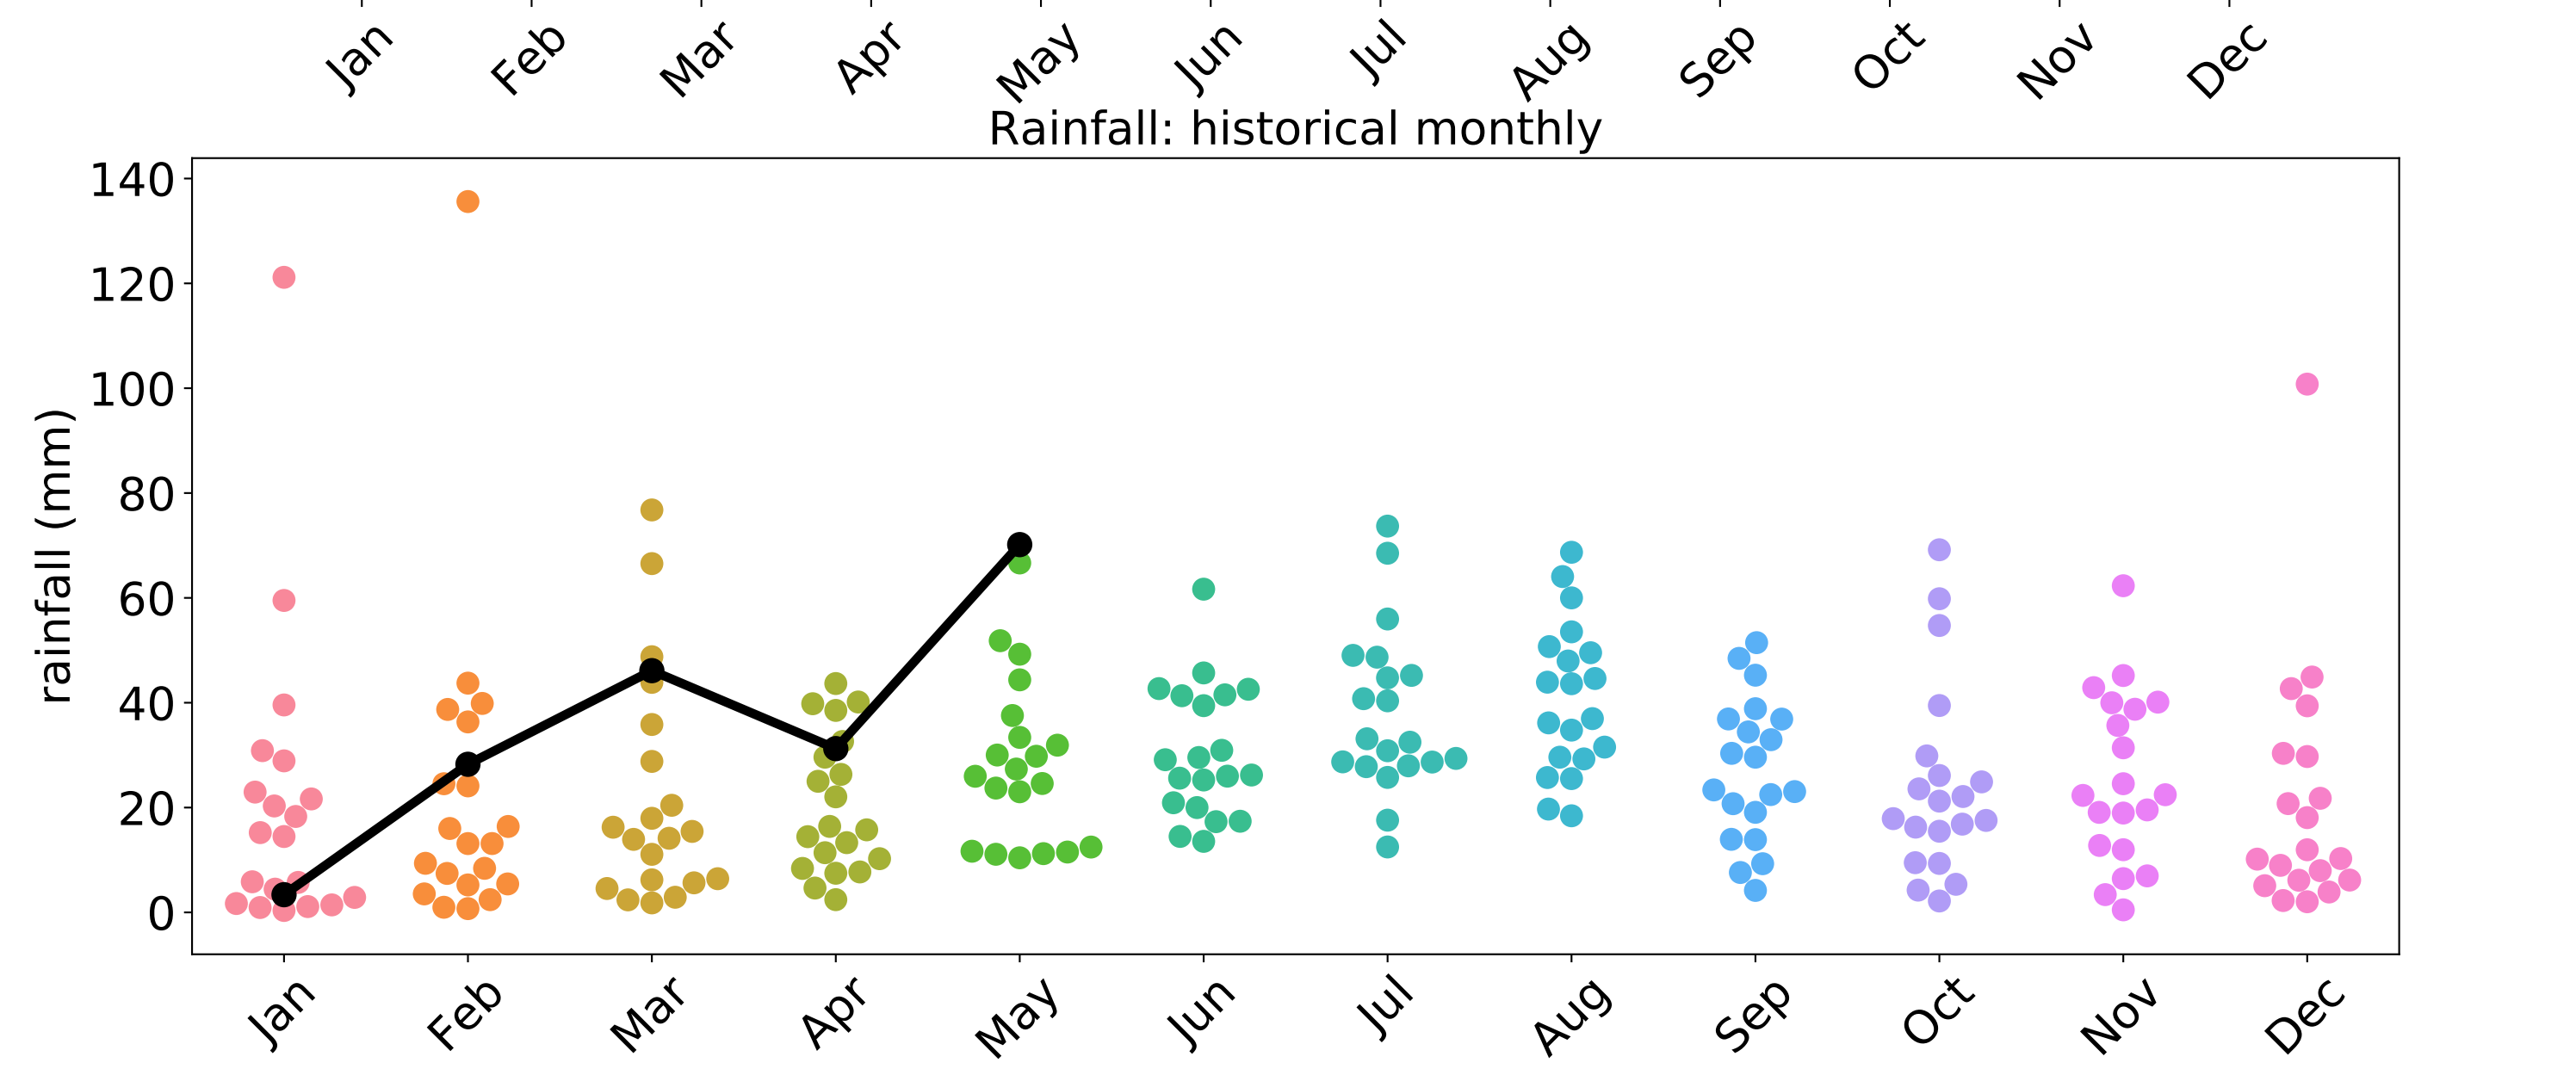 Jan Feb Mar Apr May Jun Jul Aug Sep Oct Nov Dec
Rainfall: historical monthly
rainfall (mm)
140
120
100
80
60
40
20
0
Jan Feb Mar Apr May Jun Jul Aug Sep Oct Nov Dec